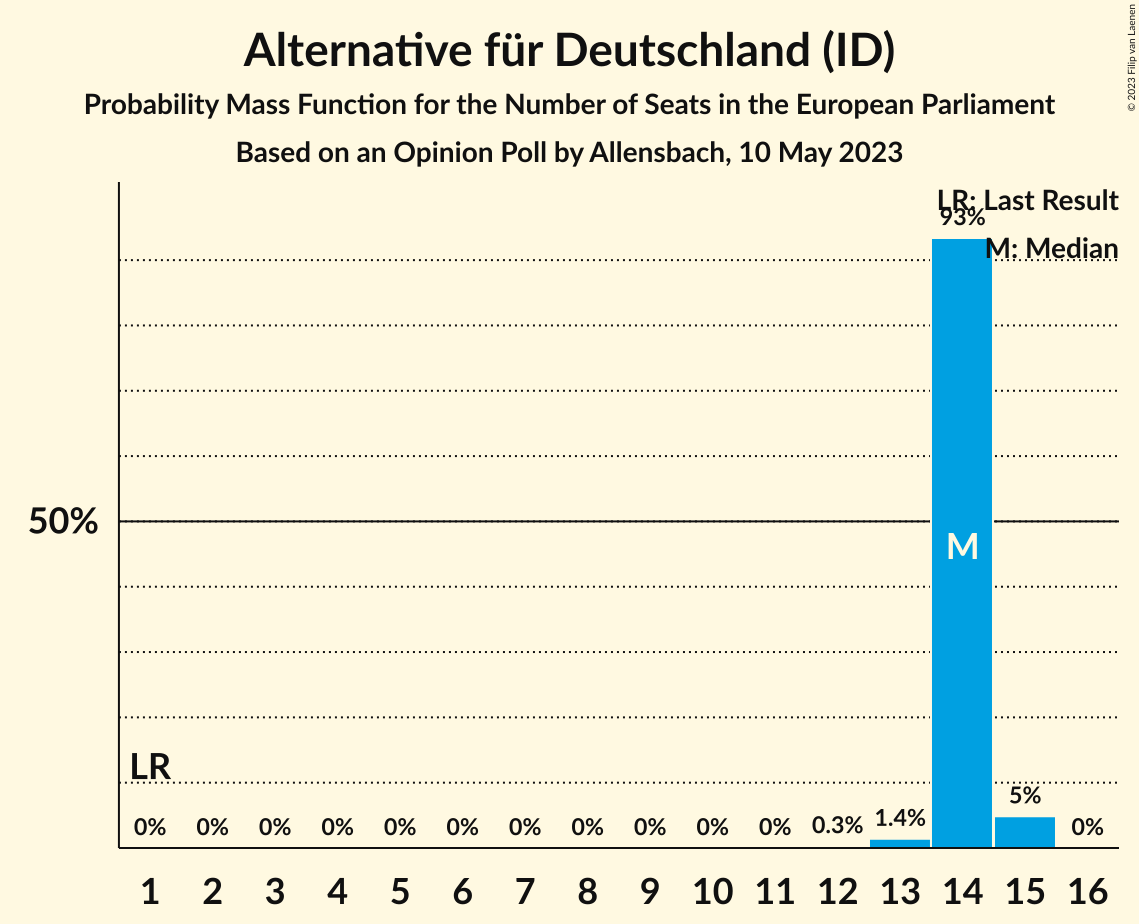 Alternative für Deutschland (ID)
Probability Mass Function for the Number of Seats in the European Parliament
Based on an Opinion Poll by Allensbach, 10 May 2023
© 2023 Filip van Laenen
LR: Last Result
93%
M: Median
50%
M
LR
5%
0% 0% 0% 0% 0% 0% 0% 0% 0% 0% 0% 0.3% 1.4% 0%
1 2 3 4 5 6 7 8 9 10 11 12 13 14 15 16